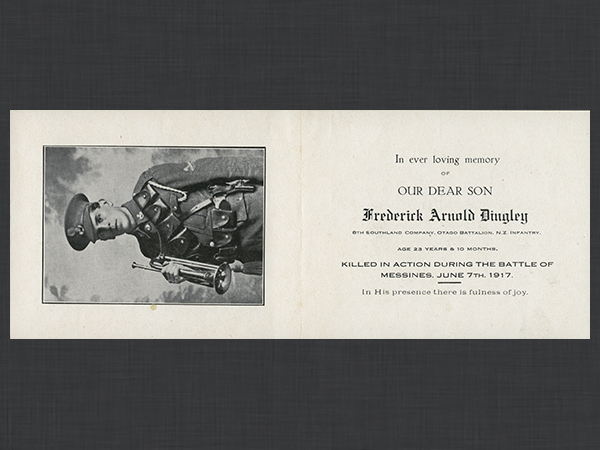 In ever loving memory
OF
OUR DEAR SON
Frederick Arnold Dingley
8TH SOUTHLAND COMPANY, OTAGO BATTALION, N.Z. INFANTRY.
AGE 23 YEARS & 10 MONTHS.
KILLED IN ACTION DURING THE BATTLE OF
MESSINES, JUNE 7TH, 1917.
In His presence there is fulness of joy.